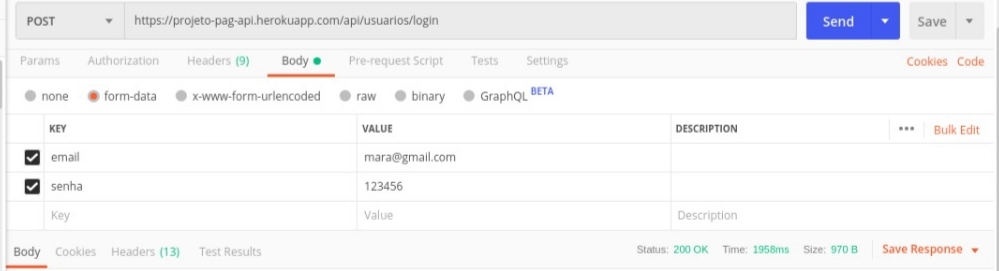 POST https://projeto-pag-api.herokuapp.com/api/usuarios/login Send Save
Params Authorization Headers (9) Body Pre-request Script Tests Settings Cookies Code
none form-data x-www-form-urlencoded raw binary GraphQL BETA
KEY VALUE DESCRIPTION ••• Bulk Edit
email mara@gmail.com
senha 123456
Key Value Description
Body Cookies Headers (13) Test Results Status: 200 OK Time: 1958ms Size: 970 B Save Response